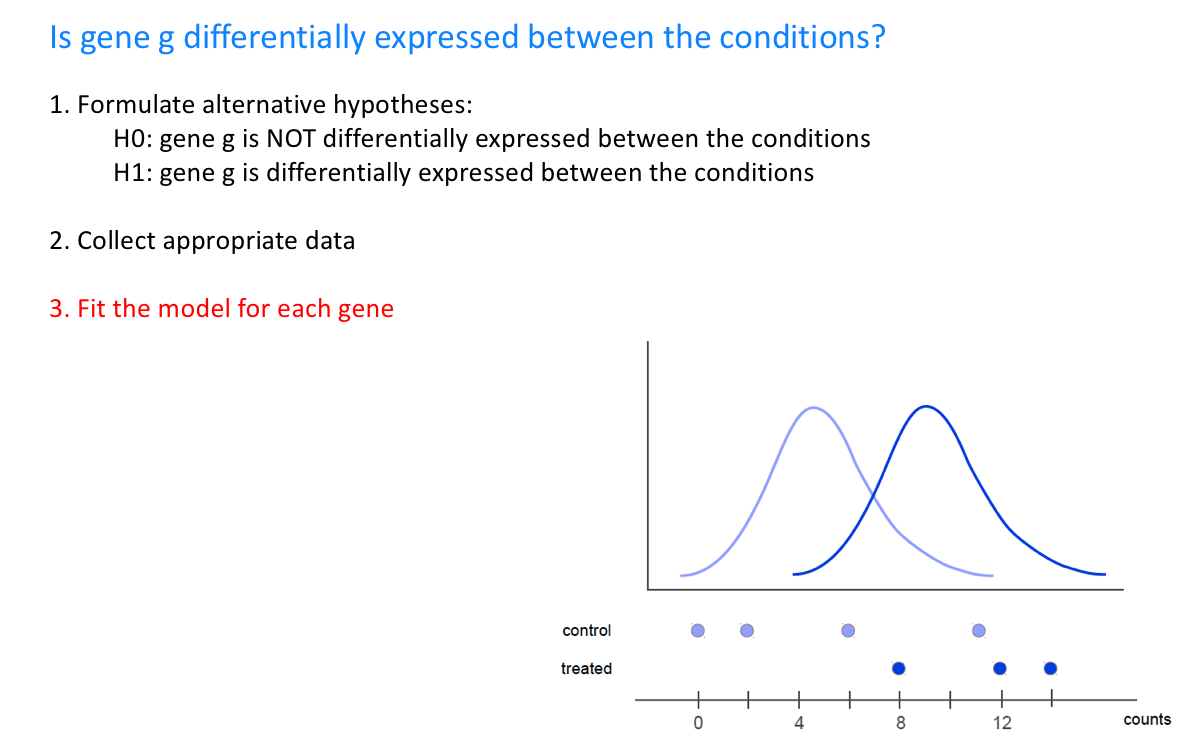 Is gene g differentially expressed between the conditions?
1. Formulate alternative hypotheses:
H0: gene g is NOT differentially expressed between the conditions
H1: gene g is differentially expressed between the conditions
2. Collect appropriate data
3. Fit the model for each gene
control
treated
0 4 8 12 counts